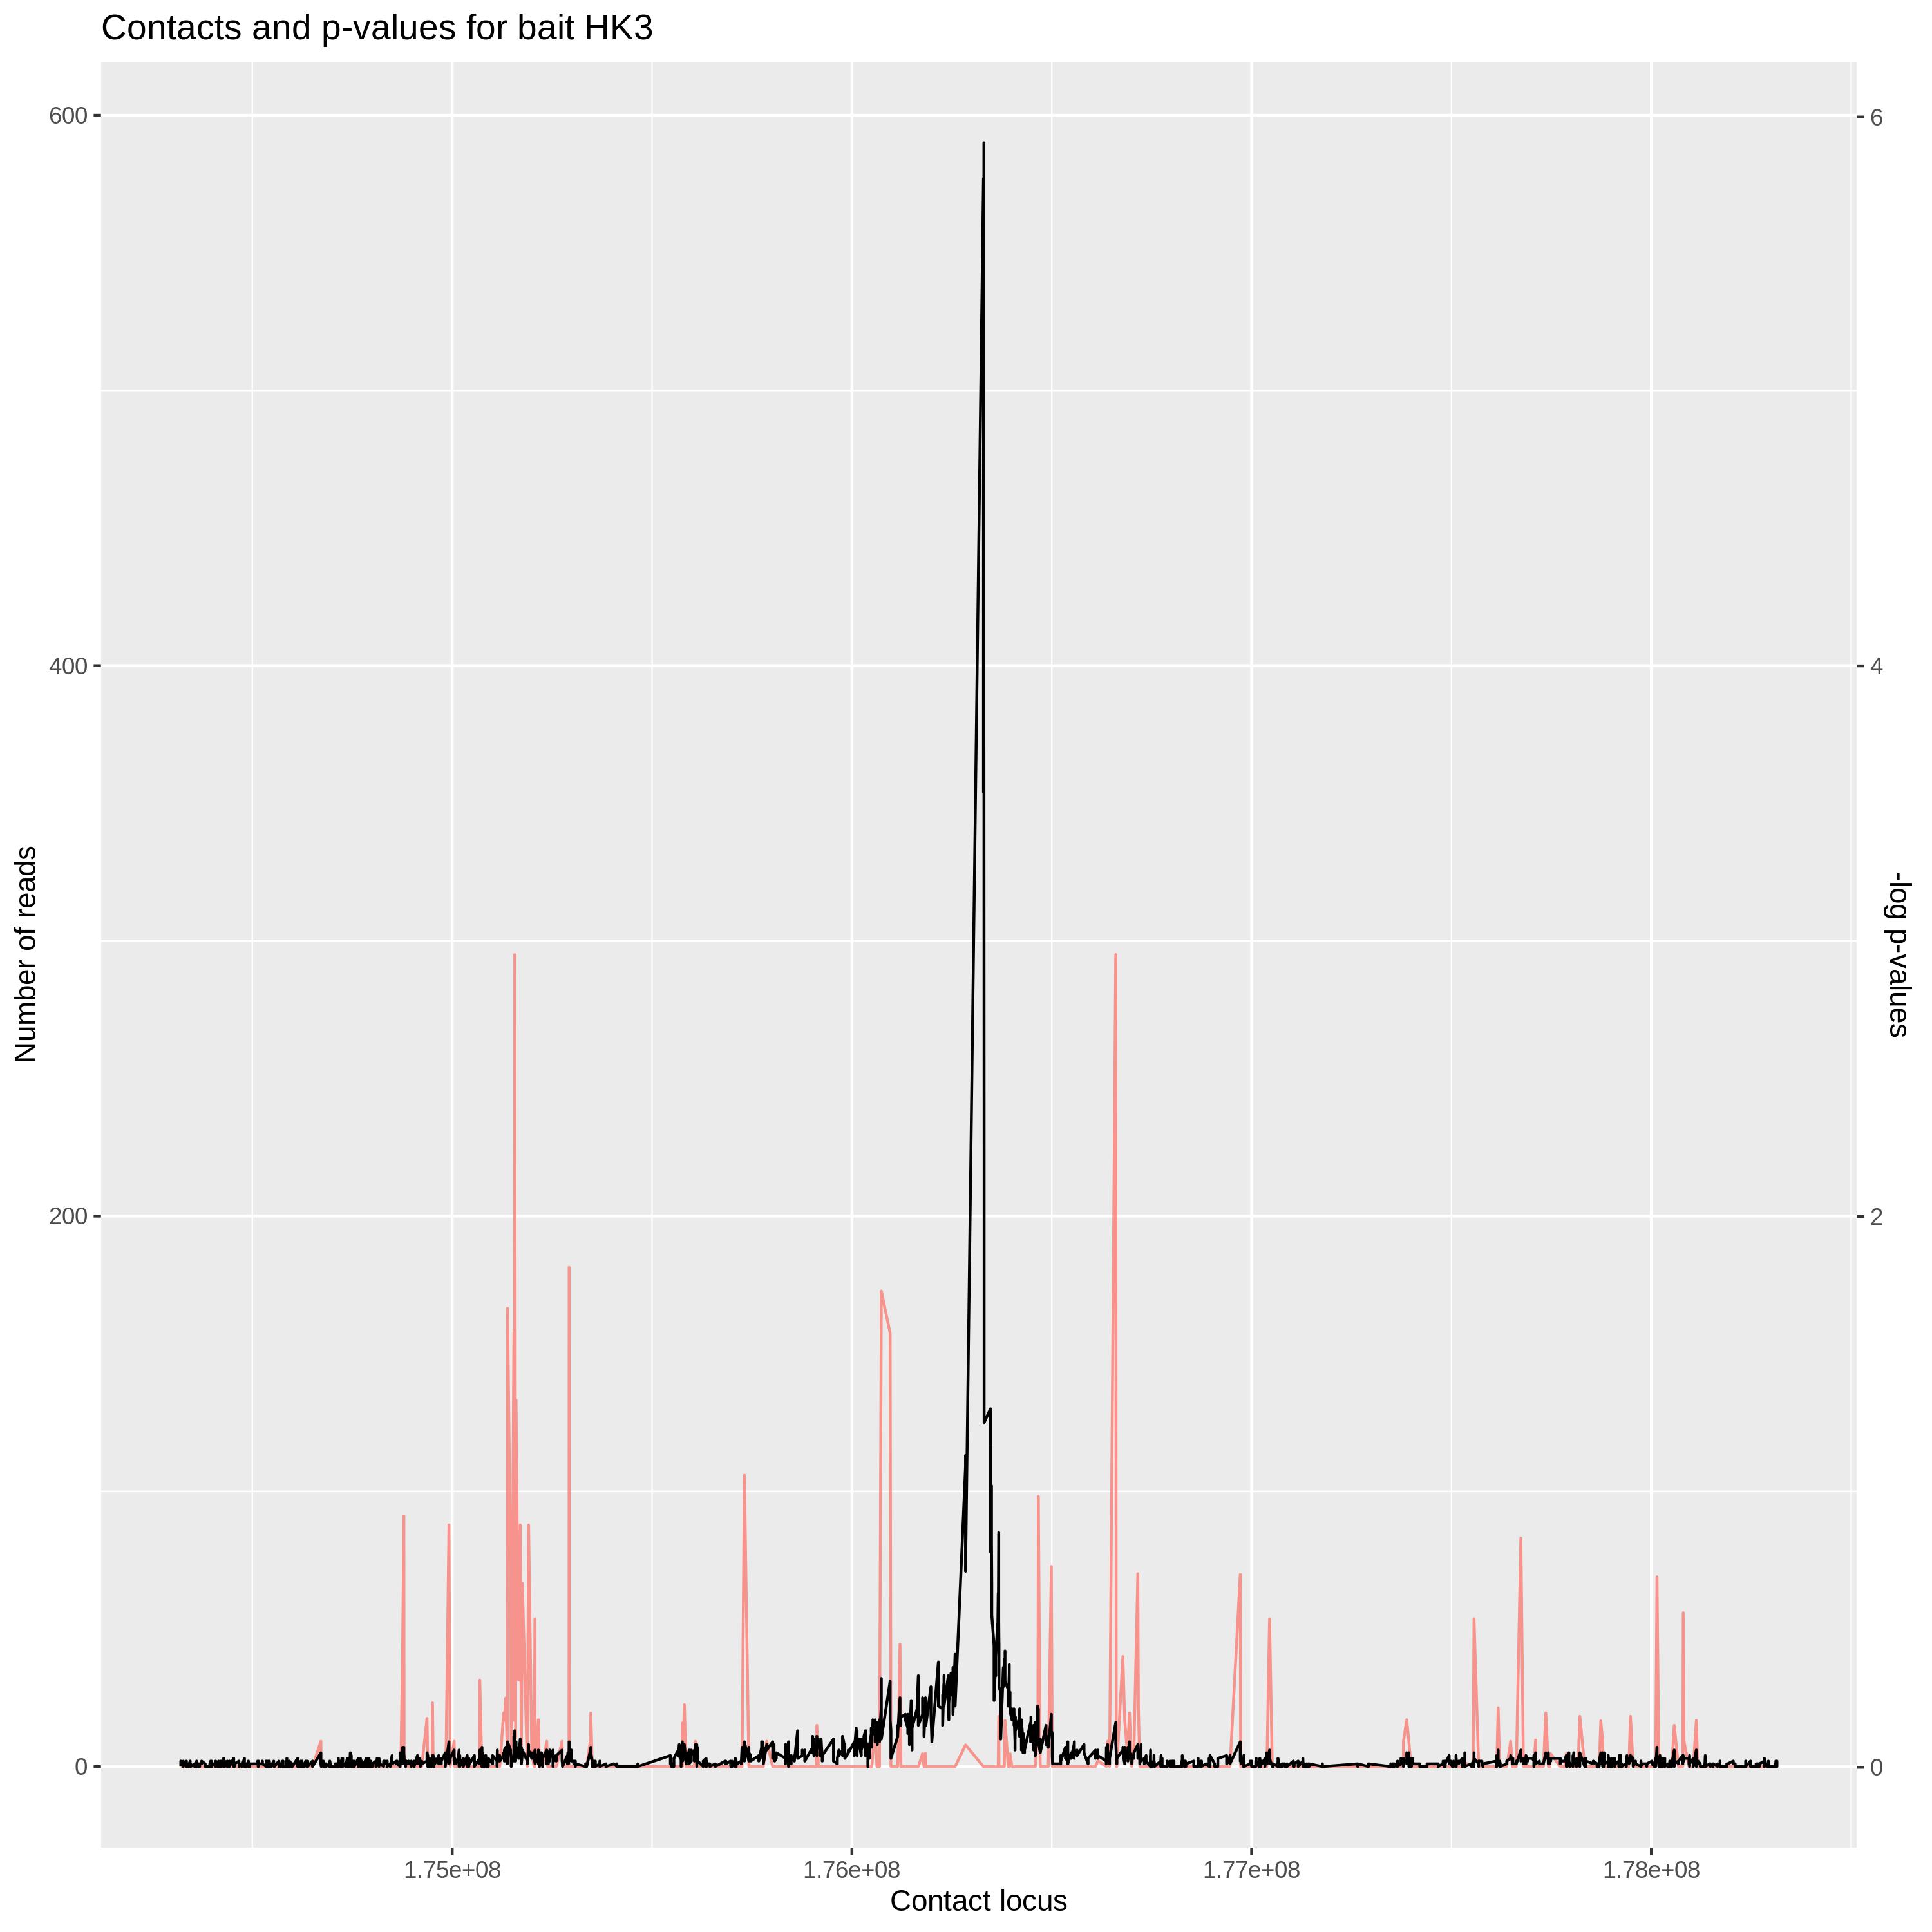 Contacts and p-values for bait HK3
600
400
200
0
6
4
2
0
Number of reads
-log p-values
1.75e+08
1.76e+08
1.77e+08
1.78e+08
Contact locus